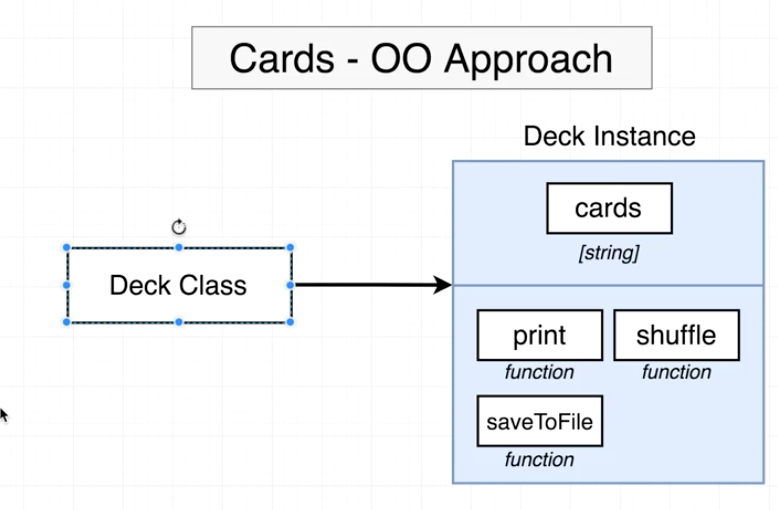 Cards - OO Approach
Deck Instance
cards
[string]
Deck Class
print shuffle
function function
saveToFile
function